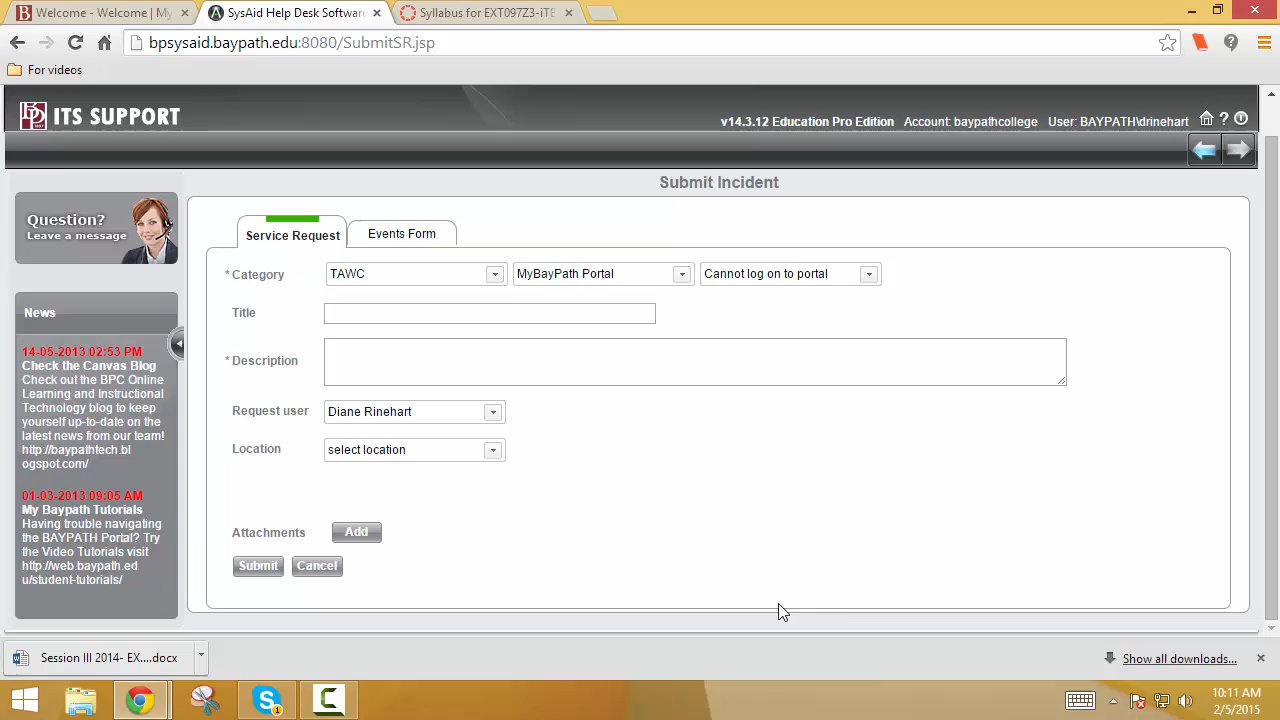 Welcome - Welcome | My
SysAid Help Desk Software
Syllabus for EXT097Z3-iTE
bpsysaid.baypath.edu:8080/SubmitSR.jsp
For videos
BP ITS SUPPORT
v14.3.12 Education Pro Edition Account: baypathcollege User: BAYPATH\drinehart
Submit Incident
Question?
Leave a message
Service Request
Events Form
* Category TAWC MyBayPath Portal Cannot log on to portal
Title
* Description
Request user Diane Rinehart
Location select location
Attachments Add
Submit Cancel
News
14-05-2013 02:53 PM
Check the Canvas Blog
Check out the BPC Online
Learning and Instructional
Technology blog to keep
yourself up-to-date on the
latest news from our team!
http://baypathtech.bl
ogspot.com/
01-03-2013 09:05 AM
My Baypath Tutorials
Having trouble navigating
the BAYPATH Portal? Try
the Video Tutorials visit
http://web.baypath.ed
u/student-tutorials/
Session III 2014- EX....docx
Show all downloads...
10:11 AM
2/5/2015